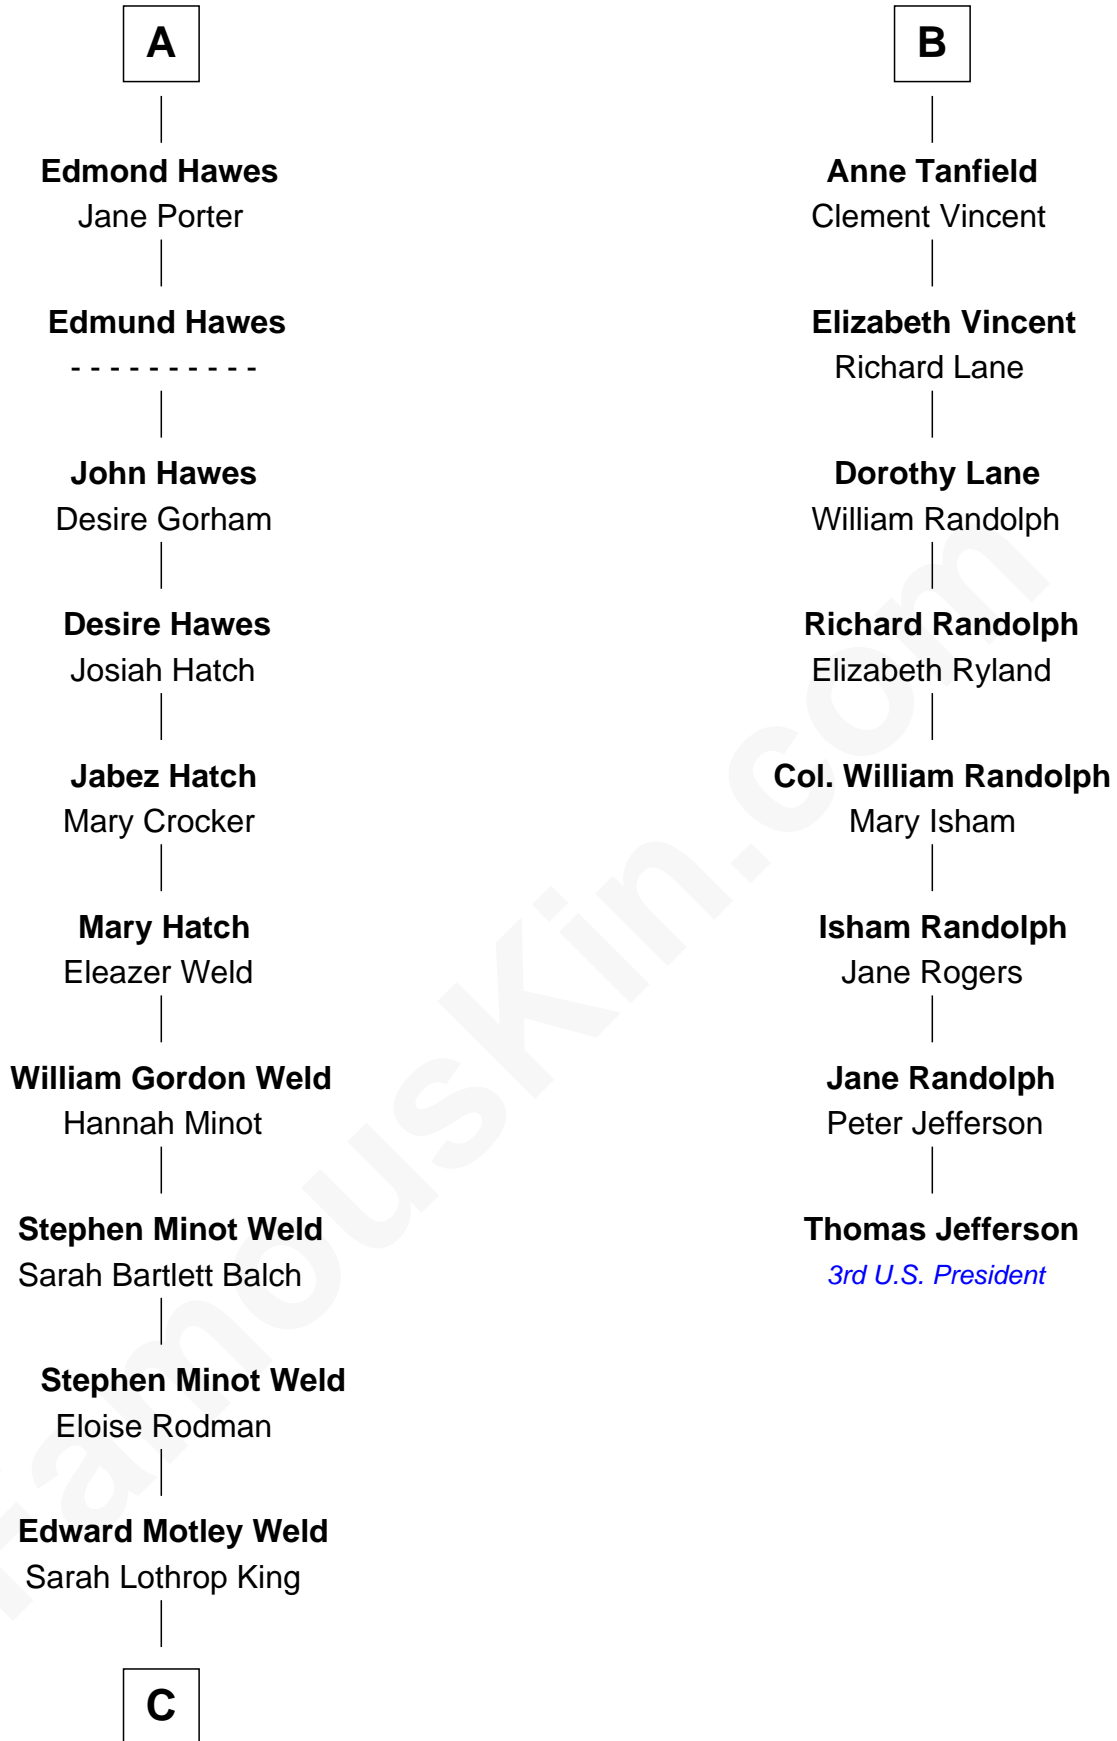 A
Edmond Hawes
Jane Porter
Edmund Hawes
- - - - - - - - - -
John Hawes
Desire Gorham
Desire Hawes
Josiah Hatch
Jabez Hatch
Mary Crocker
Mary Hatch
Eleazer Weld
William Gordon Weld
Hannah Minot
Stephen Minot Weld
Sarah Bartlett Balch
Stephen Minot Weld
Eloise Rodman
Edward Motley Weld
Sarah Lothrop King
C
B
Anne Tanfield
Clement Vincent
Elizabeth Vincent
Richard Lane
Dorothy Lane
William Randolph
Richard Randolph
Elizabeth Ryland
Col. William Randolph
Mary Isham
Isham Randolph
Jane Rogers
Jane Randolph
Peter Jefferson
Thomas Jefferson
3rd U.S. President
FamousKin.com